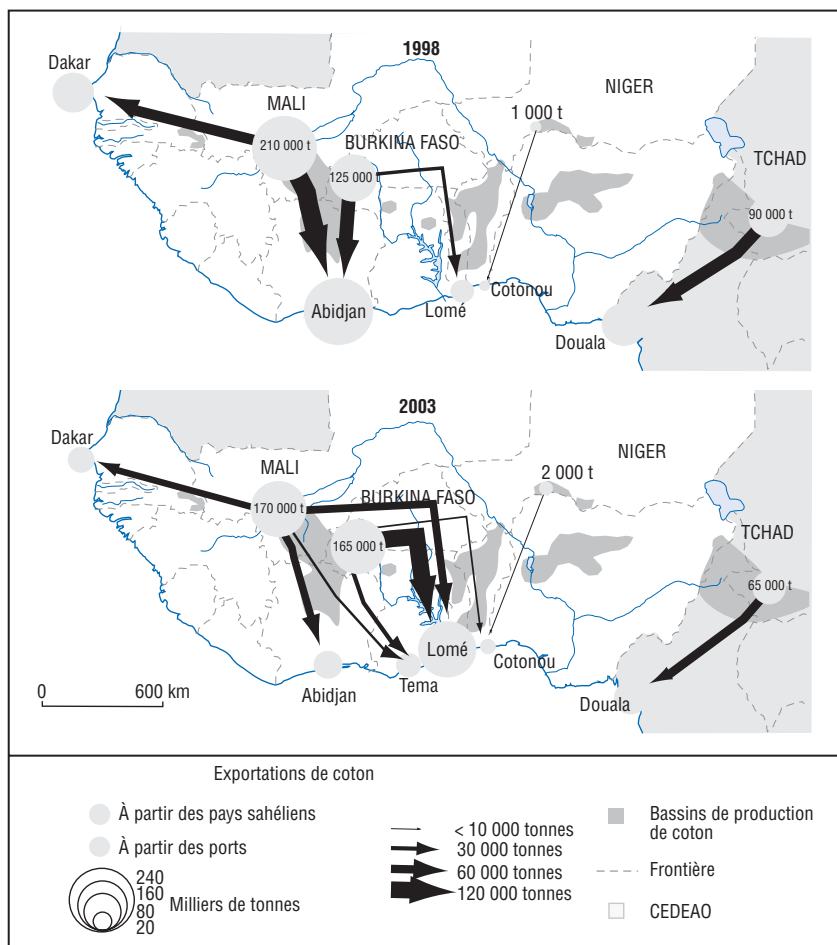 1998
Dakar
MALI
NIGER
1 000 t
BURKINA FASO
210 000 t
125 000 t
TCHAD
90 000 t
Abidjan
Lomé
Cotonou
Douala
2003
Dakar
MALI
NIGER
2 000 t
BURKINA FASO
170 000 t
165 000 t
TCHAD
65 000 t
Lomé
Cotonou
Abidjan
Tema
Douala
0 600 km
Exportations de coton
À partir des pays sahéliens
À partir des ports
240
160
80
20
Milliers de tonnes
< 10 000 tonnes
30 000 tonnes
60 000 tonnes
120 000 tonnes
Bassins de production
de coton
Frontière
CEDEAO